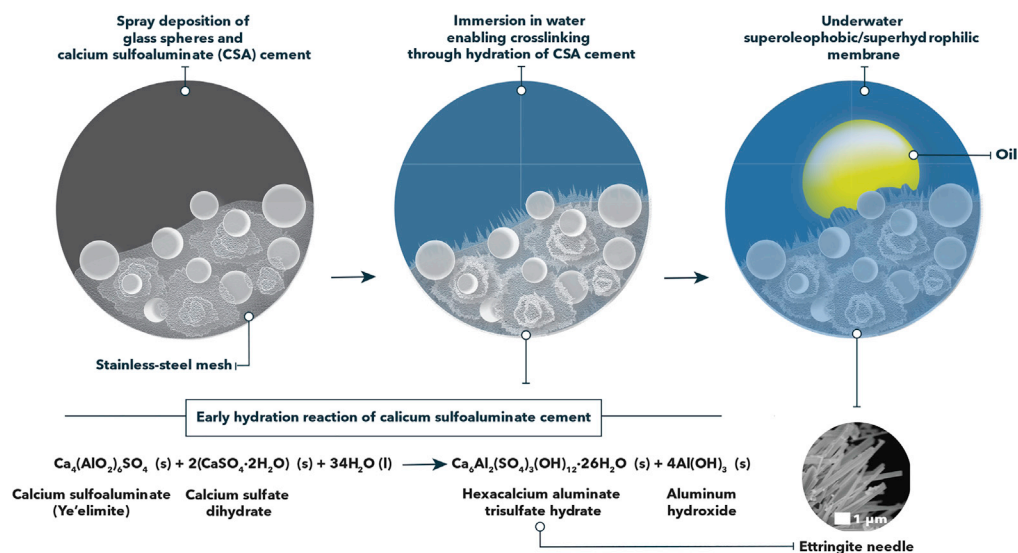 Spray deposition of
glass spheres and
calcium sulfoaluminate (CSA) cement
Immersion in water
enabling crosslinking
through hydration of CSA cement
Underwater
superoleophobic/superhydrophilic
membrane
Oil
Stainless-steel mesh
Early hydration reaction of calicum sulfoaluminate cement
Ca₄(AlO₂)₆SO₄ (s) + 2(CaSO₄·2H₂O) (s) + 34H₂O (l) → Ca₆Al₂(SO₄)₃(OH)₁₂·26H₂O (s) + 4Al(OH)₃ (s)
Calcium sulfoaluminate
(Ye’elimite)
Calcium sulfate
dihydrate
Hexacalcium aluminate
trisulfate hydrate
Aluminum
hydroxide
1 µm
Ettringite needle